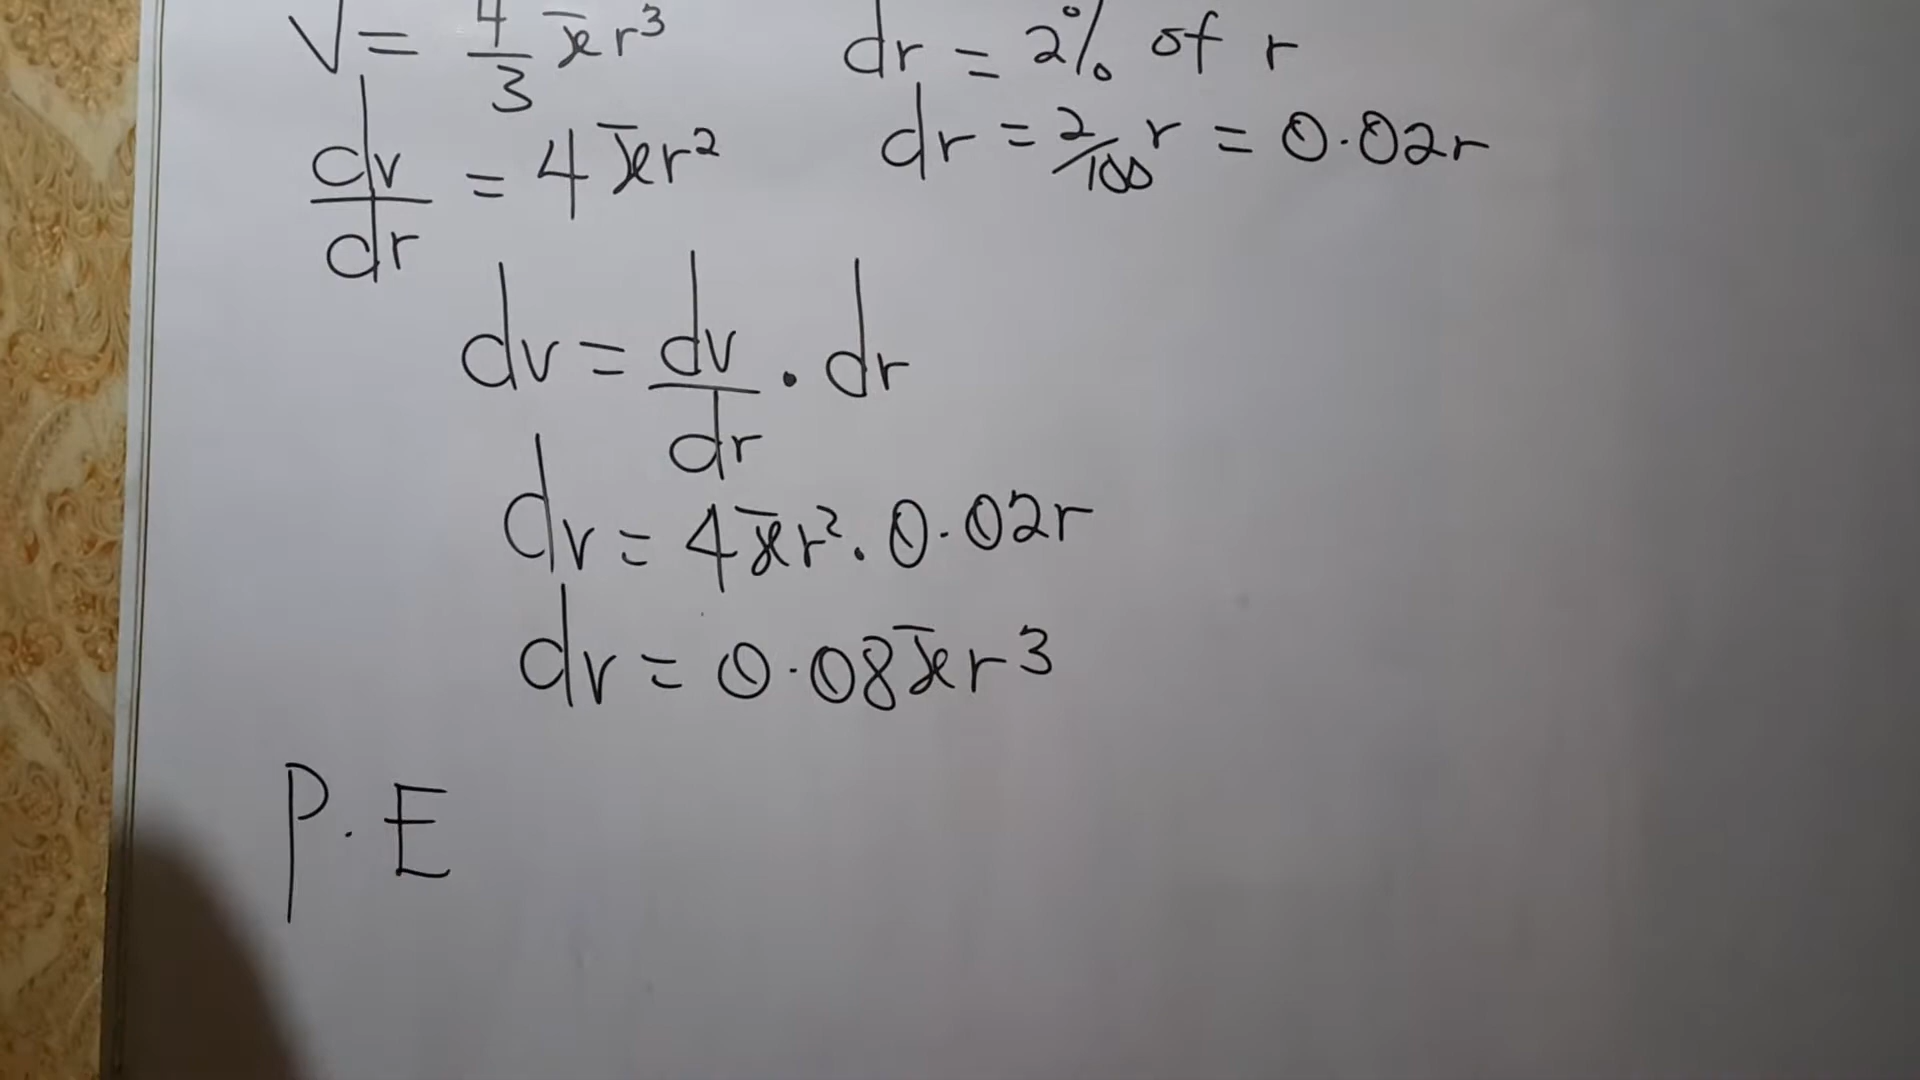 V = 4/3 πr³
dr = 2% of r
dv/dr = 4πr²
dr = 2/100 r = 0.02r
dv = dv/dr · dr
dv = 4πr² · 0.02r
dv = 0.08πr³
P.E